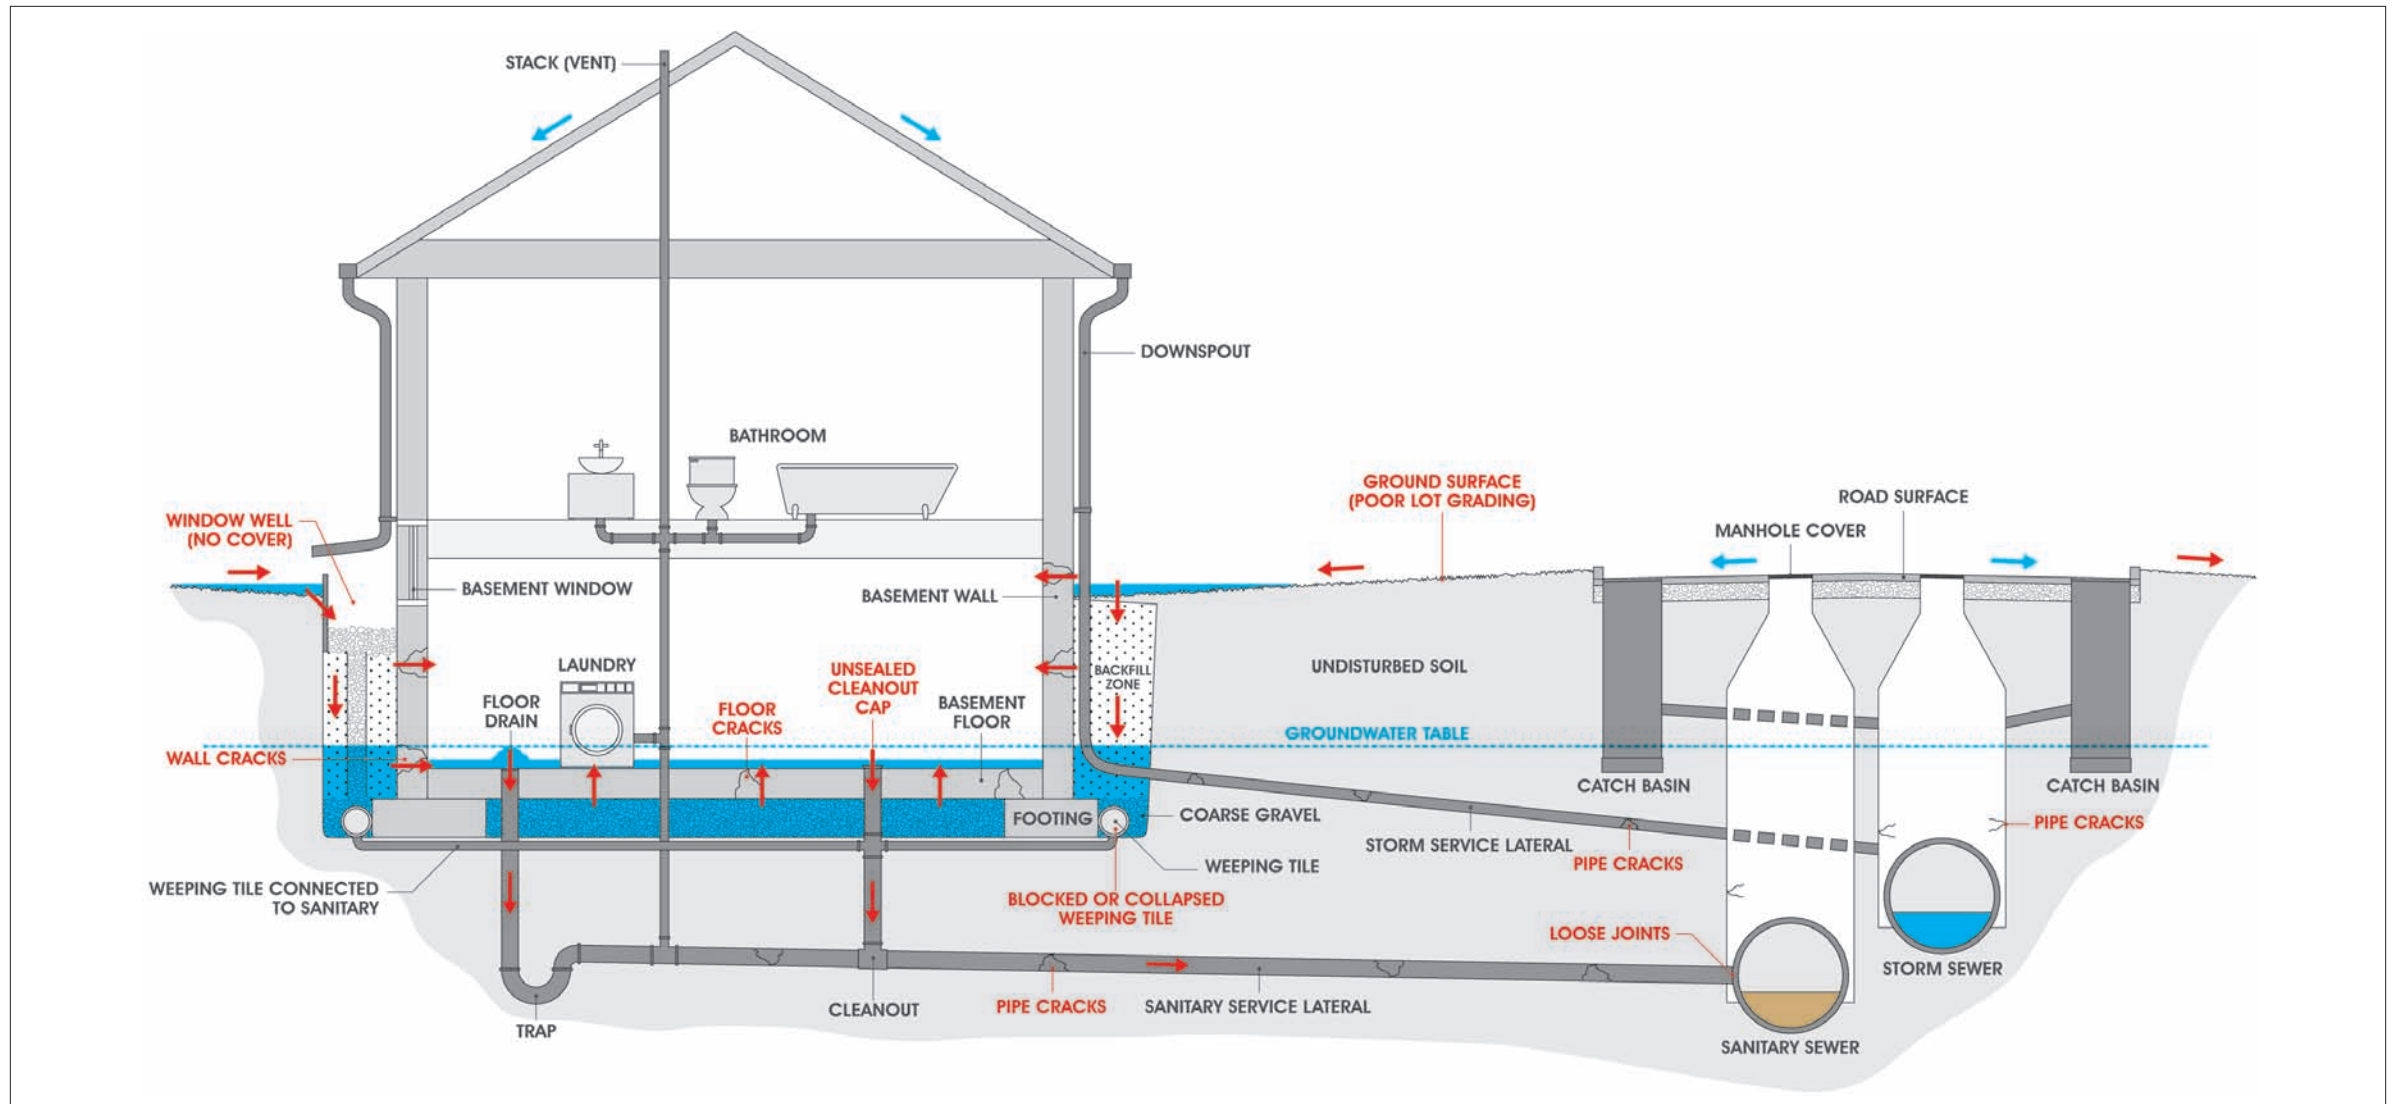 STACK (VENT)
DOWNSPOUT
BATHROOM
GROUND SURFACE
(POOR LOT GRADING)
ROAD SURFACE
MANHOLE COVER
WINDOW WELL
(NO COVER)
BASEMENT WINDOW
BASEMENT WALL
LAUNDRY
UNSEALED
CLEANOUT
CAP
BACKFILL
ZONE
UNDISTURBED SOIL
FLOOR
DRAIN
FLOOR
CRACKS
BASEMENT
FLOOR
GROUNDWATER TABLE
WALL CRACKS
CATCH BASIN
CATCH BASIN
FOOTING
COARSE GRAVEL
STORM SERVICE LATERAL
PIPE CRACKS
PIPE CRACKS
WEEPING TILE
WEEPING TILE CONNECTED
TO SANITARY
BLOCKED OR COLLAPSED
WEEPING TILE
LOOSE JOINTS
STORM SEWER
CLEANOUT
PIPE CRACKS
SANITARY SERVICE LATERAL
TRAP
SANITARY SEWER